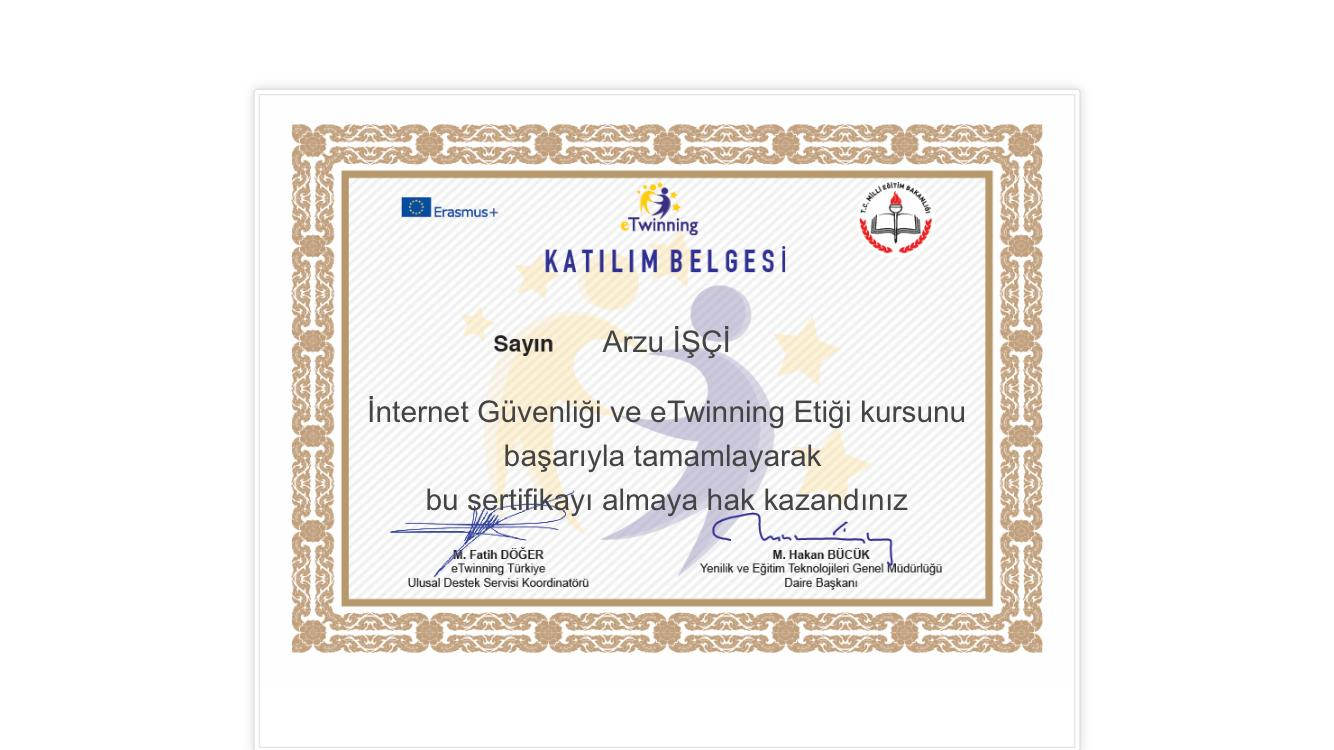 Erasmus+
eTwinning
T.C. MİLLİ EĞİTİM BAKANLIĞI
KATILIM BELGESİ
Sayın Arzu İŞÇİ
İnternet Güvenliği ve eTwinning Etiği kursunu
başarıyla tamamlayarak
bu sertifikayı almaya hak kazandınız
M. Fatih DÖĞER
eTwinning Türkiye
Ulusal Destek Servisi Koordinatörü
M. Hakan BÜCÜK
Yenilik ve Eğitim Teknolojileri Genel Müdürlüğü
Daire Başkanı